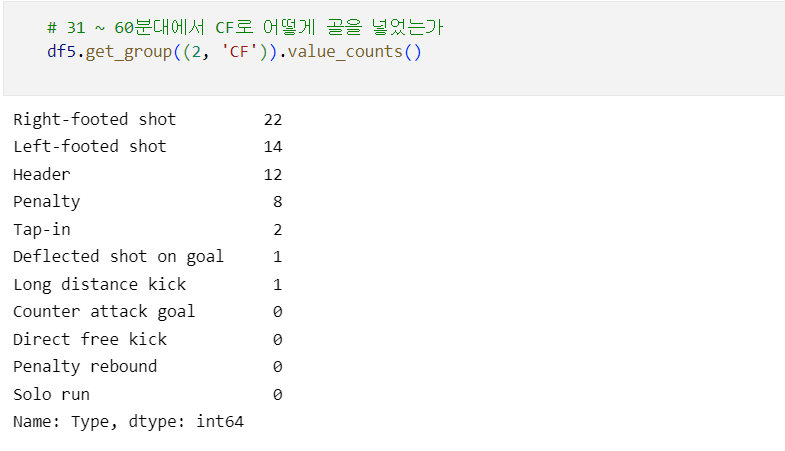 # 31 ~ 60분대에서 CF로 어떻게 골을 넣었는가
df5.get_group((2, 'CF')).value_counts()
Right-footed shot 22
Left-footed shot 14
Header 12
Penalty 8
Tap-in 2
Deflected shot on goal 1
Long distance kick 1
Counter attack goal 0
Direct free kick 0
Penalty rebound 0
Solo run 0
Name: Type, dtype: int64